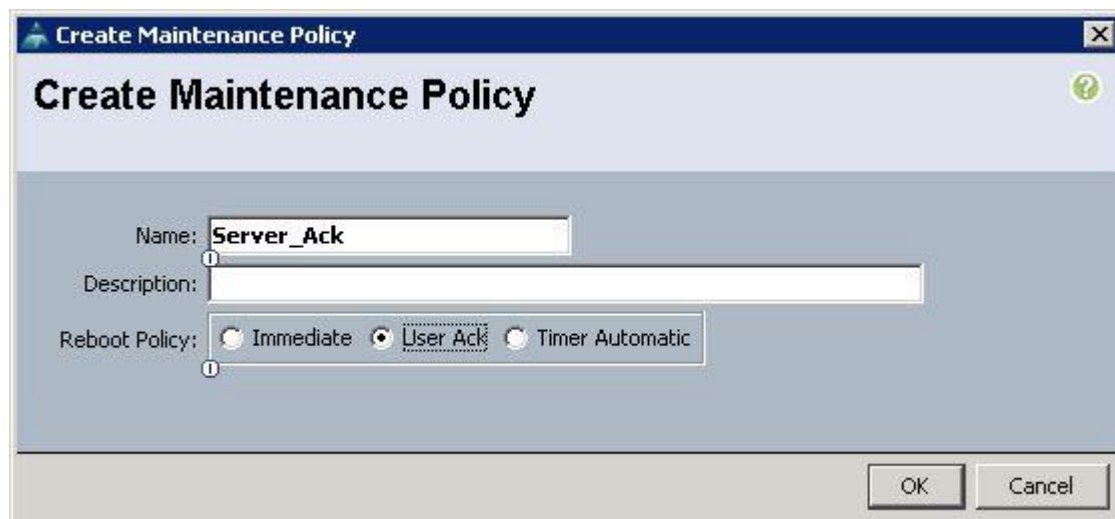 Create Maintenance Policy
Create Maintenance Policy
Name: Server_Ack
Description:
Reboot Policy: Immediate User Ack Timer Automatic
OK Cancel